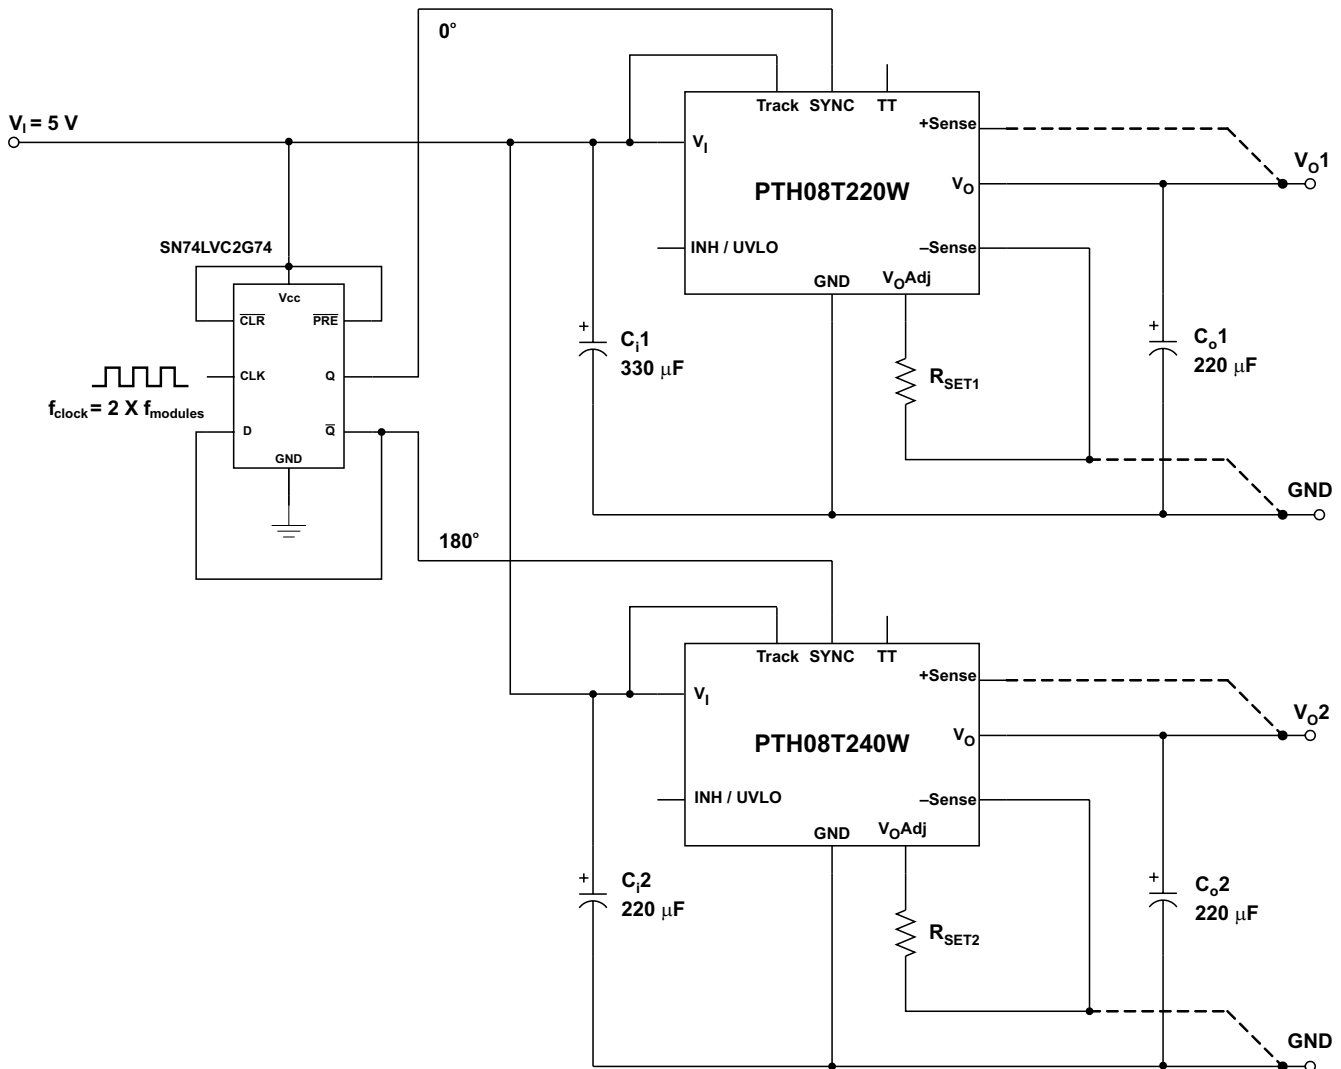 0°
Track SYNC TT
+Sense
V_I = 5 V
V_I
V_O1
PTH08T220W
V_O
SN74LVC2G74
INH / UVLO
–Sense
GND
V_OAdj
Vcc
CLR
PRE
C_i1
330 μF
C_o1
220 μF
CLK
Q
R_SET1
f_clock = 2 X f_modules
D
Q
GND
GND
180°
Track SYNC TT
+Sense
V_I
V_O2
PTH08T240W
V_O
INH / UVLO
–Sense
GND
V_OAdj
C_i2
220 μF
C_o2
220 μF
R_SET2
GND